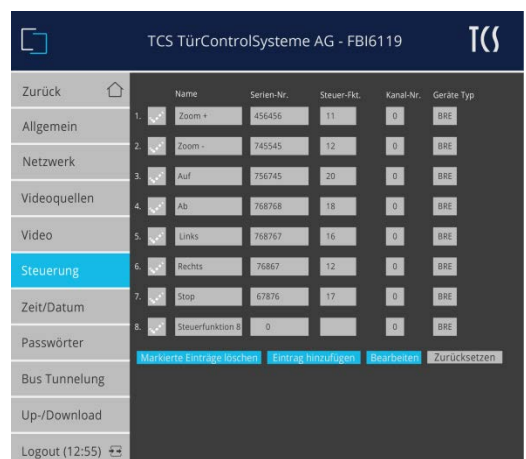 TCS TürControlSysteme AG - FBI6119
TCS
Zurück
Allgemein
Netzwerk
Videoquellen
Video
Steuerung
Zeit/Datum
Passwörter
Bus Tunnelung
Up-/Download
Logout (12:55)
Name Serien-Nr. Steuer-Fkt. Kanal-Nr. Geräte Typ
1. Zoom + 456456 11 0 BRE
2. Zoom - 745545 12 0 BRE
3. Auf 756745 20 0 BRE
4. Ab 768768 18 0 BRE
5. Links 768767 16 0 BRE
6. Rechts 76867 12 0 BRE
7. Stop 67876 17 0 BRE
8. Steuerfunktion 8 0 0 BRE
Markierte Einträge löschen Eintrag hinzufügen Bearbeiten Zurücksetzen